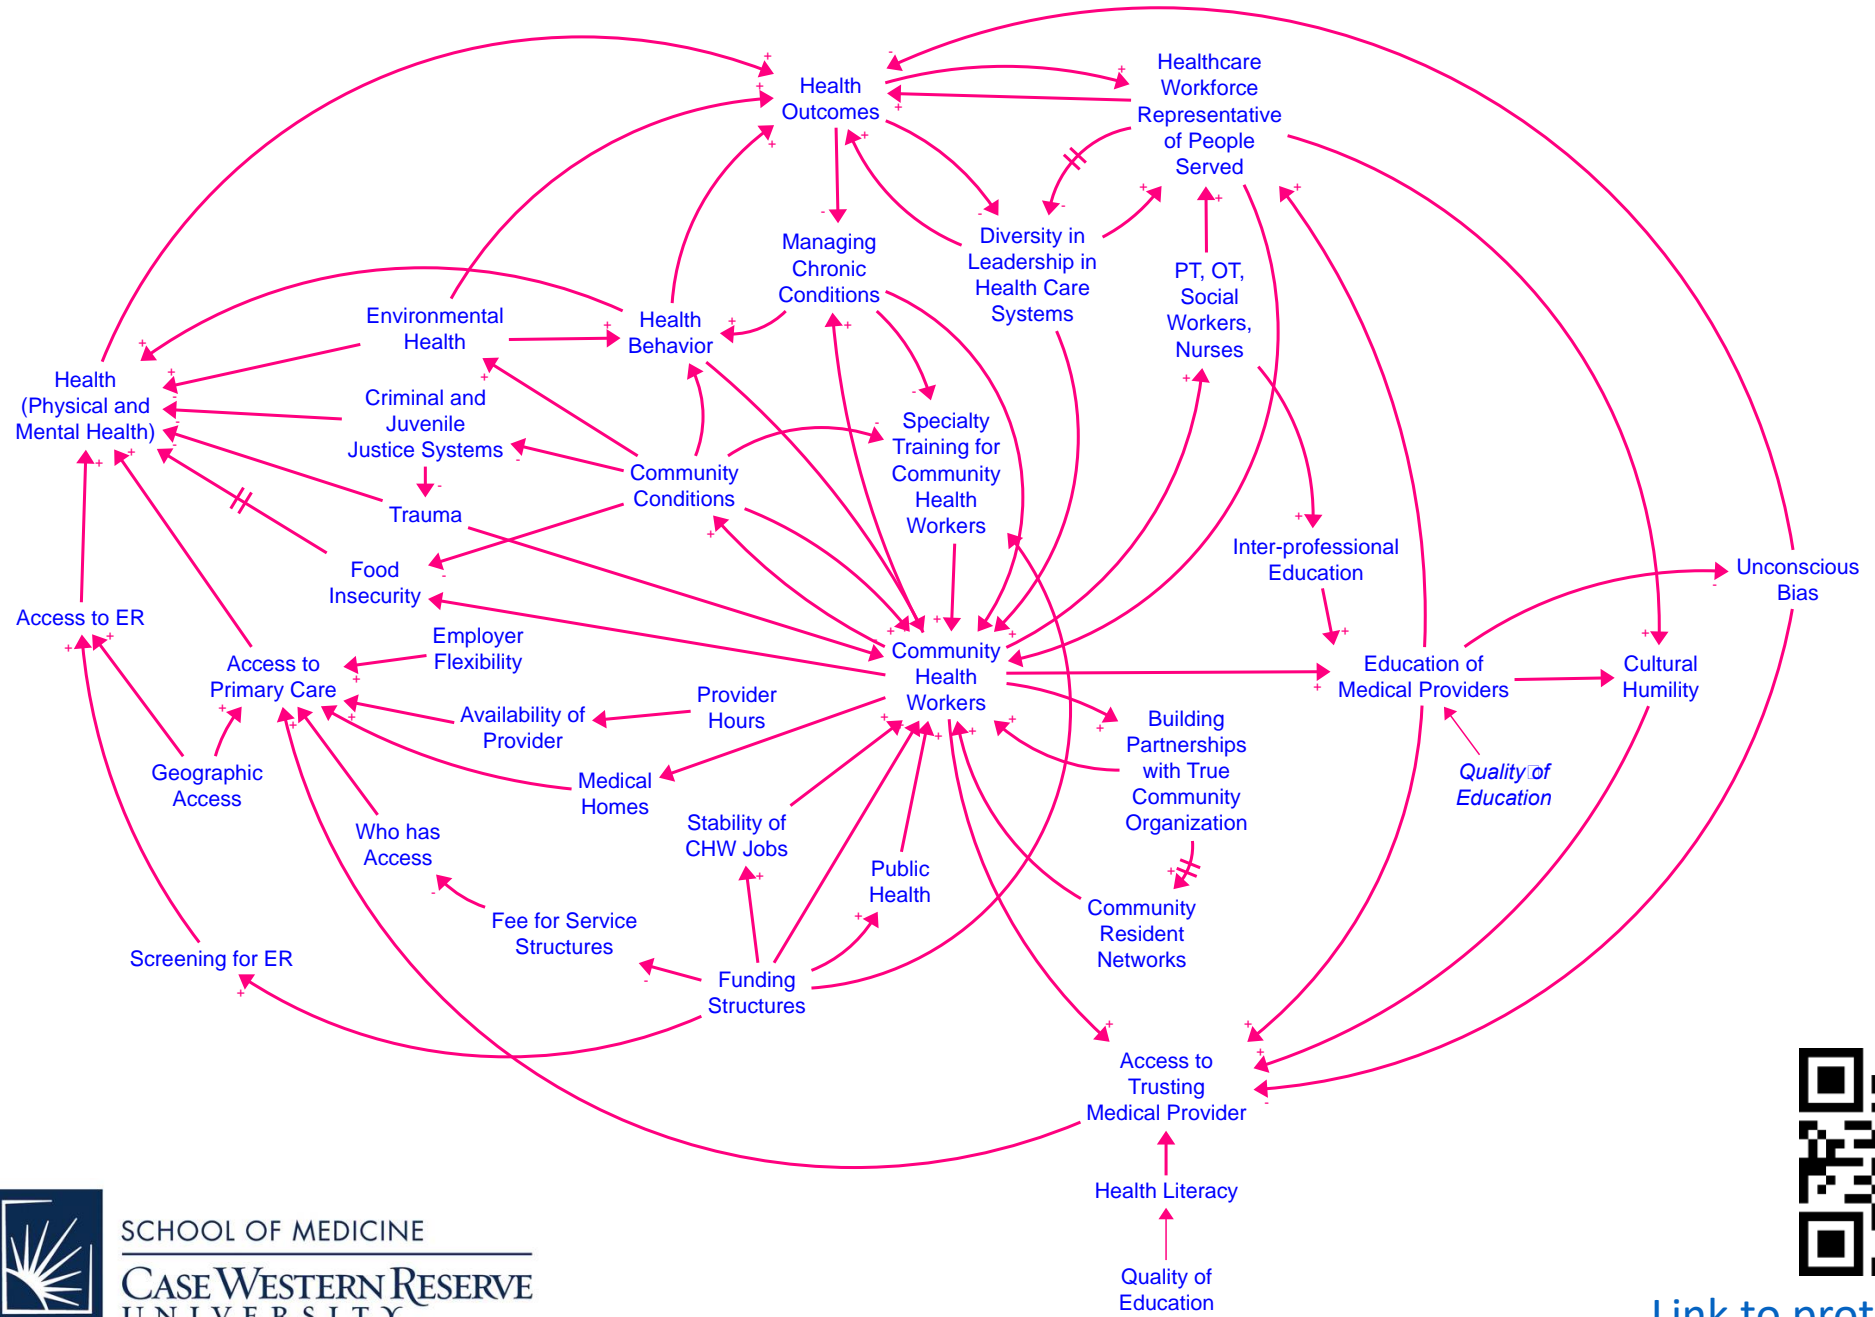 Health
Outcomes
Healthcare
Workforce
Representative
of People
Served
Managing
Chronic
Conditions
Diversity in
Leadership in
Health Care
Systems
PT, OT,
Social
Workers,
Nurses
Environmental
Health
Health
Behavior
Health
(Physical and
Mental Health)
Criminal and
Juvenile
Justice Systems
Specialty
Training for
Community
Health
Workers
Community
Conditions
Trauma
Inter-professional
Education
Unconscious
Bias
Food
Insecurity
Access to ER
Employer
Flexibility
Access to
Primary Care
Community
Health
Workers
Education of
Medical Providers
Cultural
Humility
Provider
Hours
Availability of
Provider
Building
Partnerships
with True
Community
Organization
Quality of
Education
Geographic
Access
Medical
Homes
Who has
Access
Stability of
CHW Jobs
Public
Health
Community
Resident
Networks
Fee for Service
Structures
Screening for ER
Funding
Structures
Access to
Trusting
Medical Provider
Health Literacy
Quality of
Education
SCHOOL OF MEDICINE
CASE WESTERN RESERVE
UNIVERSITY
Link to prot